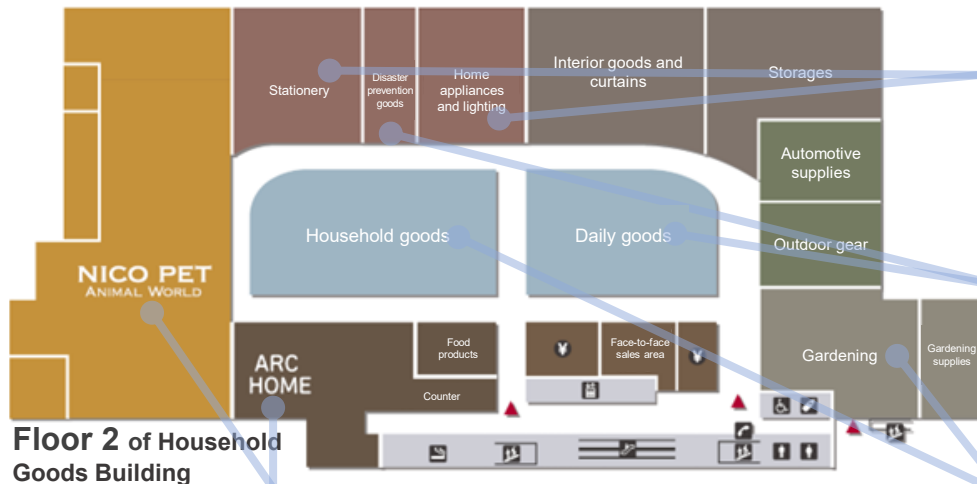 Stationery
Disaster
prevention
goods
Home
appliances
and lighting
Interior goods and
curtains
Storages
Automotive
supplies
Outdoor gear
Household goods
Daily goods
NICO PET
ANIMAL WORLD
ARC
HOME
Food
products
Counter
¥
Face-to-face
sales area
¥
Gardening
Gardening
supplies
Floor 2 of Household
Goods Building